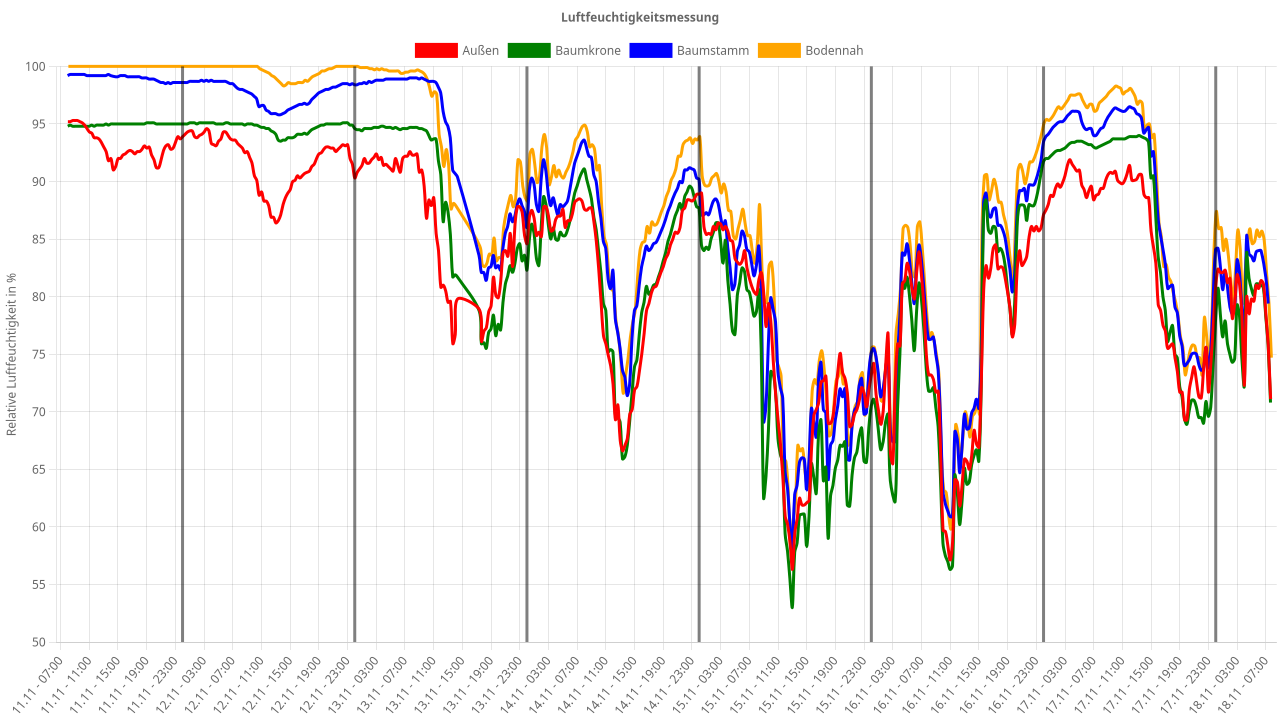 Luftfeuchtigkeitsmessung
Außen Baumkrone Baumstamm Bodennah
Relative Luftfeuchtigkeit in %
100
95
90
85
80
75
70
65
60
55
50
11.11 - 07:00
11.11 - 11:00
11.11 - 15:00
11.11 - 19:00
11.11 - 23:00
12.11 - 03:00
12.11 - 07:00
12.11 - 11:00
12.11 - 15:00
12.11 - 19:00
12.11 - 23:00
13.11 - 03:00
13.11 - 07:00
13.11 - 11:00
13.11 - 15:00
13.11 - 19:00
13.11 - 23:00
14.11 - 03:00
14.11 - 07:00
14.11 - 11:00
14.11 - 15:00
14.11 - 19:00
14.11 - 23:00
15.11 - 03:00
15.11 - 07:00
15.11 - 11:00
15.11 - 15:00
15.11 - 19:00
15.11 - 23:00
16.11 - 03:00
16.11 - 07:00
16.11 - 11:00
16.11 - 15:00
16.11 - 19:00
16.11 - 23:00
17.11 - 03:00
17.11 - 07:00
17.11 - 11:00
17.11 - 15:00
17.11 - 19:00
17.11 - 23:00
18.11 - 03:00
18.11 - 07:00